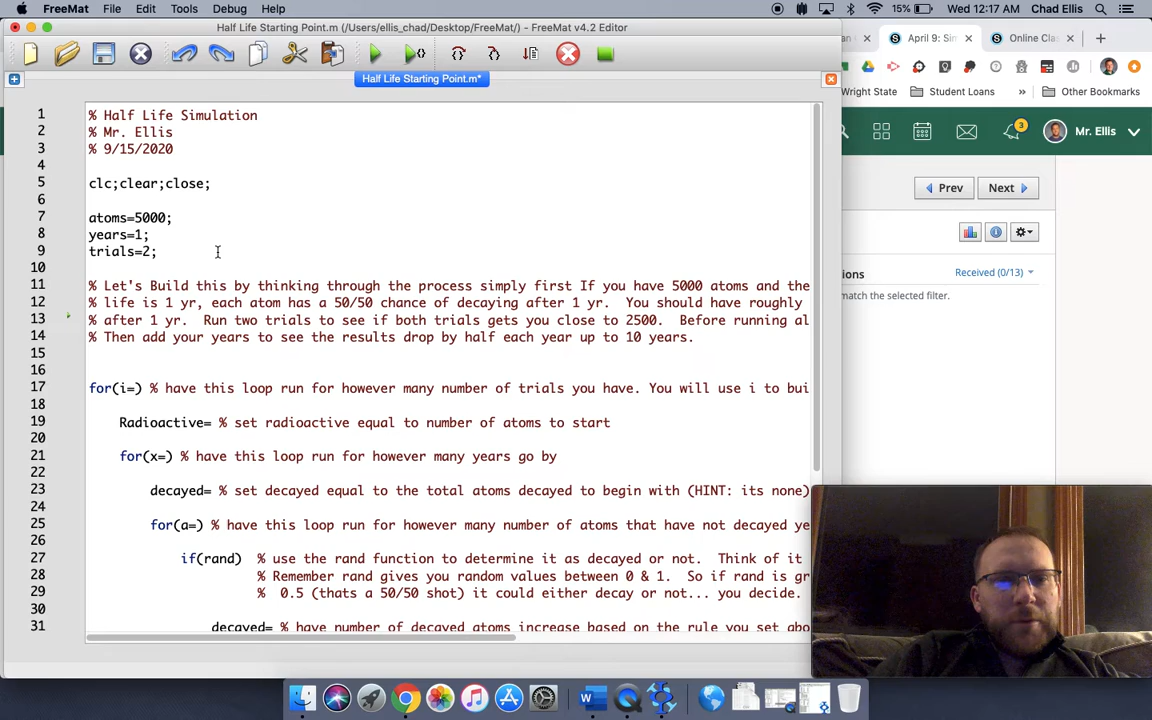 FreeMat File Edit Tools Debug Help 15% Wed 12:17 AM Chad Ellis
Half Life Starting Point.m (/Users/ellis_chad/Desktop/FreeMat/) - FreeMat v4.2 Editor
April 9: Sin
Online Cla
Half Life Starting Point.m*
Wright State Student Loans » Other Bookmarks
3 Mr. Ellis
Prev Next
ions Received (0/13)
match the selected filter.
1 % Half Life Simulation
2 % Mr. Ellis
3 % 9/15/2020
4
5 clc;clear;close;
6
7 atoms=5000;
8 years=1;
9 trials=2;
10
11 % Let's Build this by thinking through the process simply first If you have 5000 atoms and the
12 % life is 1 yr, each atom has a 50/50 chance of decaying after 1 yr. You should have roughly
13 % after 1 yr. Run two trials to see if both trials gets you close to 2500. Before running al
14 % Then add your years to see the results drop by half each year up to 10 years.
15
16
17 for(i=) % have this loop run for however many number of trials you have. You will use i to bui
18
19 Radioactive= % set radioactive equal to number of atoms to start
20
21 for(x=) % have this loop run for however many years go by
22
23 decayed= % set decayed equal to the total atoms decayed to begin with (HINT: its none)
24
25 for(a=) % have this loop run for however many number of atoms that have not decayed ye
26
27 if(rand) % use the rand function to determine it as decayed or not. Think of it
28 % Remember rand gives you random values between 0 & 1. So if rand is gr
29 % 0.5 (thats a 50/50 shot) it could either decay or not... you decide.
30
31 decayed= % have number of decayed atoms increase based on the rule you set abo